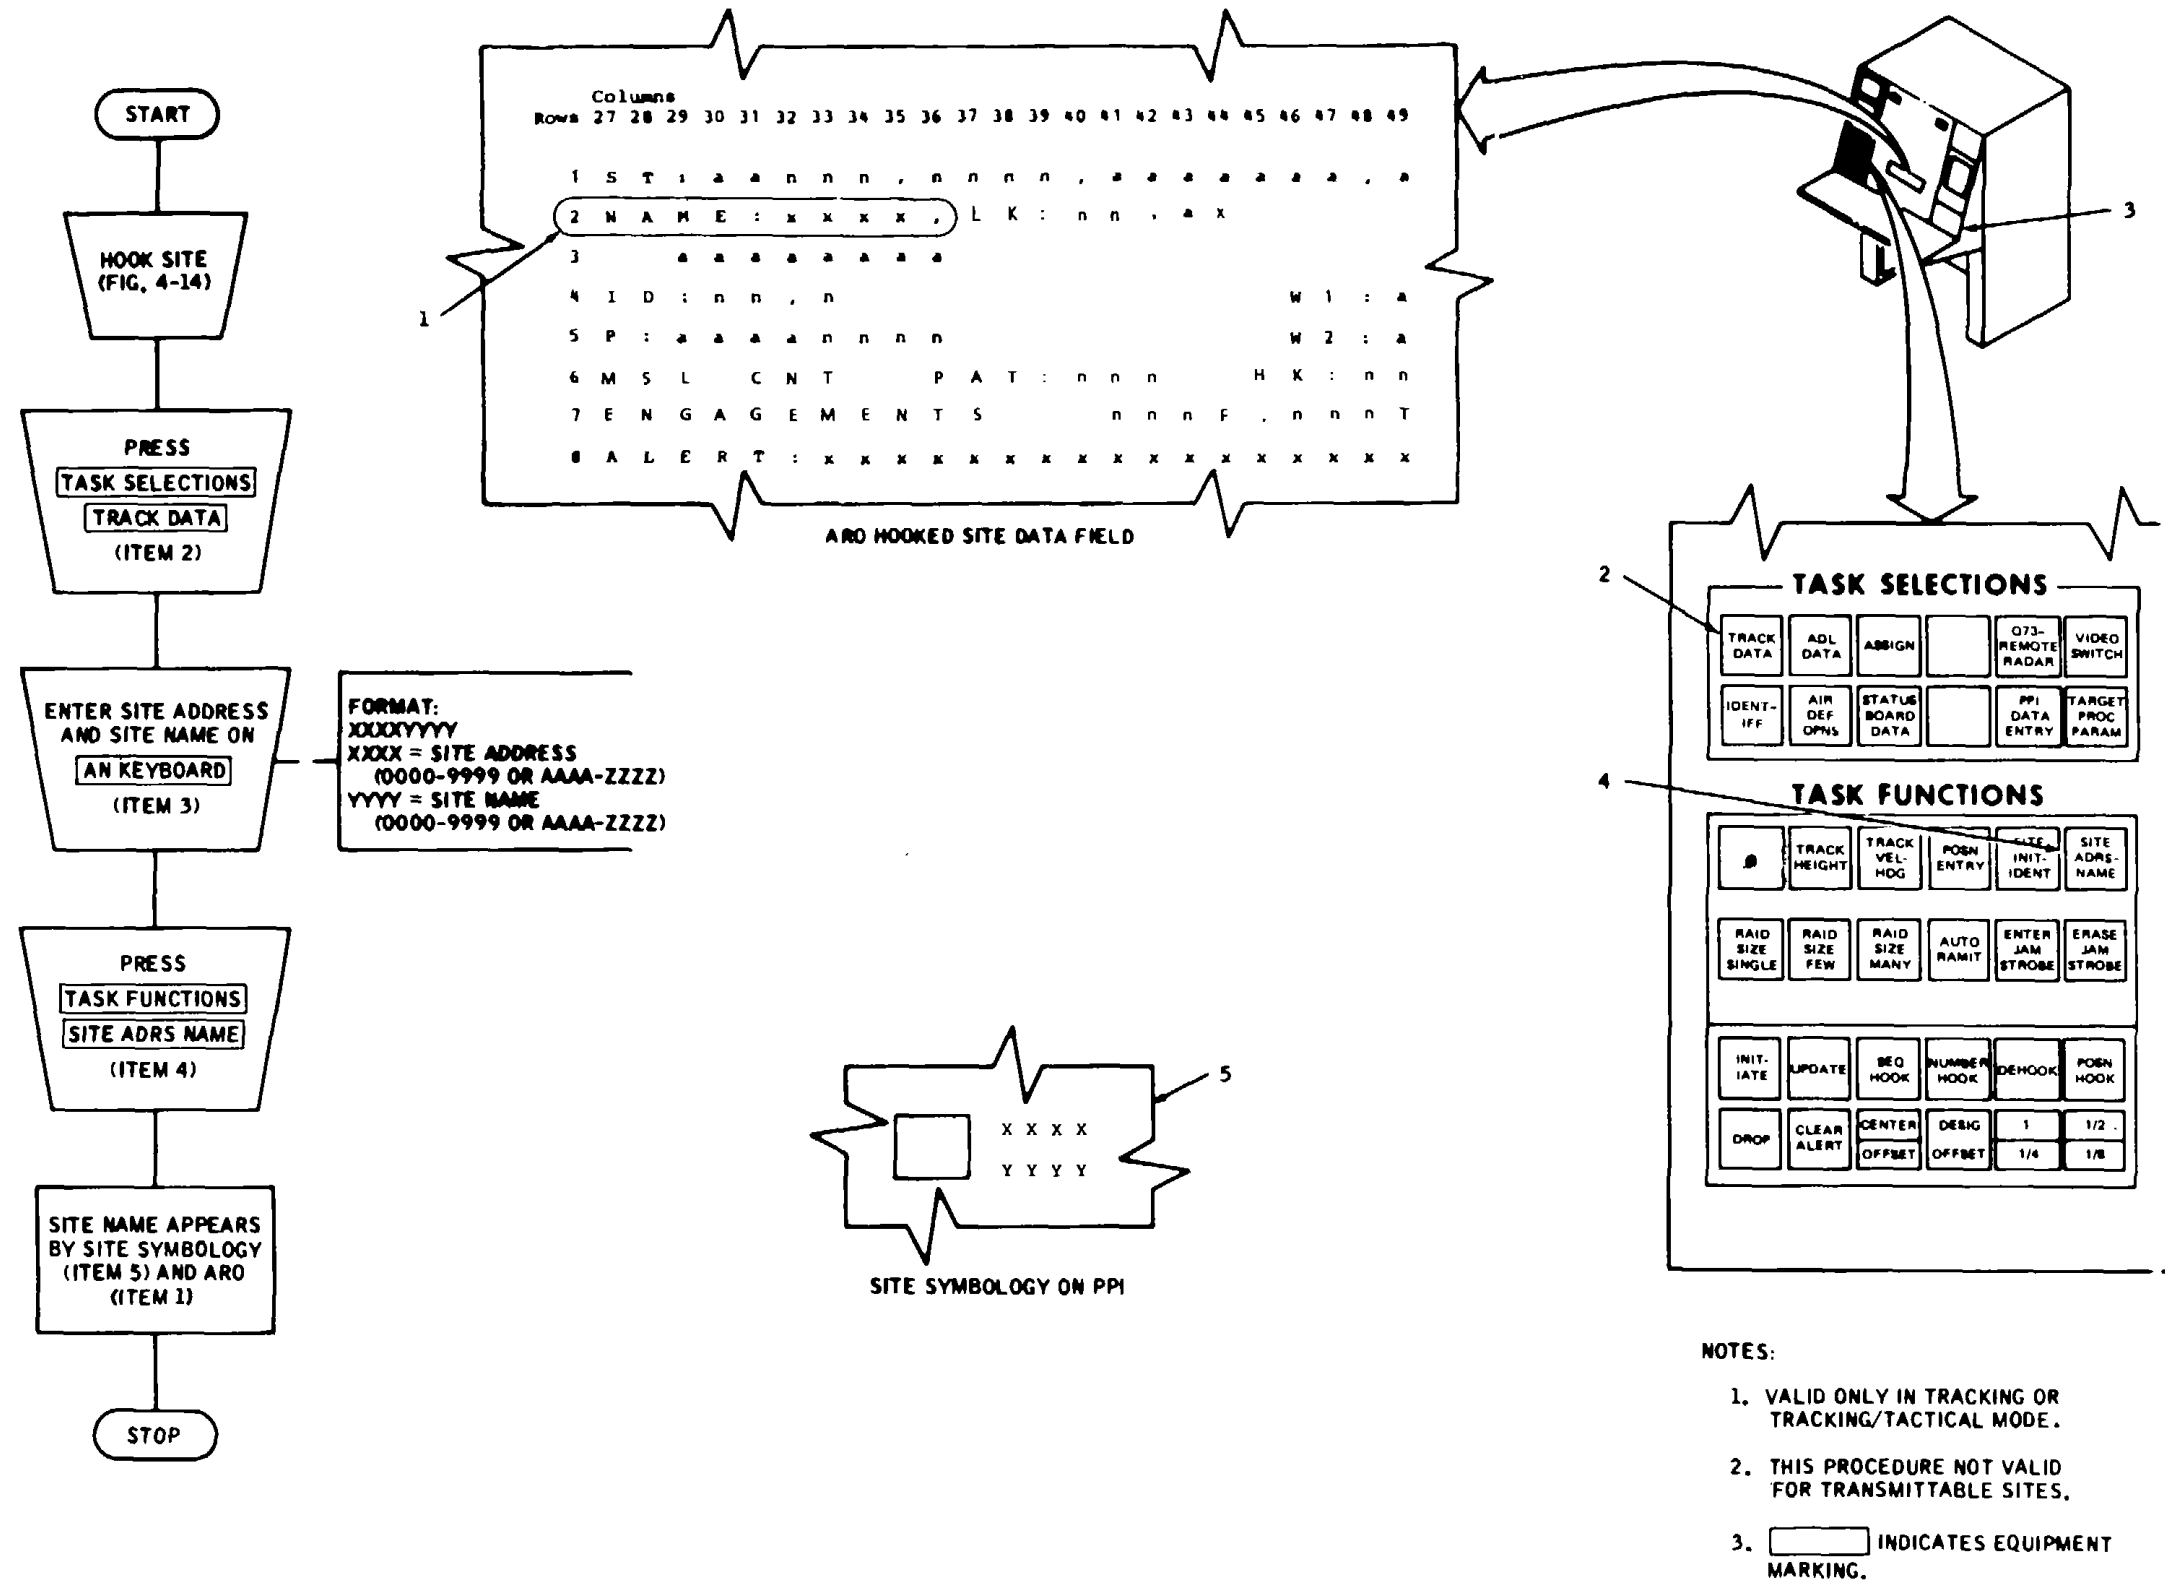 START
HOOK SITE
(FIG. 4-14)
PRESS
TASK SELECTIONS
TRACK DATA
(ITEM 2)
ENTER SITE ADDRESS
AND SITE NAME ON
AN KEYBOARD
(ITEM 3)
FORMAT:
XXXXYYYY
XXXX = SITE ADDRESS
(0000-9999 OR AAAA-ZZZZ)
YYYY = SITE NAME
(0000-9999 OR AAAA-ZZZZ)
PRESS
TASK FUNCTIONS
SITE ADRS NAME
(ITEM 4)
SITE NAME APPEARS
BY SITE SYMBOLOGY
(ITEM 5) AND ARO
(ITEM 1)
STOP
Columns
Rows 27 28 29 30 31 32 33 34 35 36 37 38 39 40 41 42 43 44 45 46 47 48 49
1 S T : a a n n n , n n n n , a a a a a a a , a
2 N A M E : x x x x , L K : n n , a x
3 a a a a a a a a
4 I D : n n , n W 1 : a
5 P : a a a a n n n n W 2 : a
6 M S L C N T P A T : n n n H K : n n
7 E N G A G E M E N T S n n n F , n n n T
8 A L E R T : x x x x x x x x x x x x x x x x x
1
ARO HOOKED SITE DATA FIELD
3
2
TASK SELECTIONS
TRACK DATA
ADL DATA
ASSIGN
Q73-REMOTE RADAR
VIDEO SWITCH
IDENT-IFF
AIR DEF OPNS
STATUS BOARD DATA
PPI DATA ENTRY
TARGET PROC PARAM
4
TASK FUNCTIONS
TRACK HEIGHT
TRACK VEL-HDG
POSN ENTRY
SITE INIT-IDENT
SITE ADRS-NAME
RAID SIZE SINGLE
RAID SIZE FEW
RAID SIZE MANY
AUTO RAMIT
ENTER JAM STROBE
ERASE JAM STROBE
INIT-IATE
UPDATE
SEQ HOOK
NUMBER HOOK
DEHOOK
POSN HOOK
DROP
CLEAR ALERT
CENTER OFFSET
DESIG OFFSET
1 1/4
1/2 1/8
5
X X X X
Y Y Y Y
SITE SYMBOLOGY ON PPI
NOTES:
1. VALID ONLY IN TRACKING OR
TRACKING/TACTICAL MODE.
2. THIS PROCEDURE NOT VALID
FOR TRANSMITTABLE SITES.
3. INDICATES EQUIPMENT
MARKING.